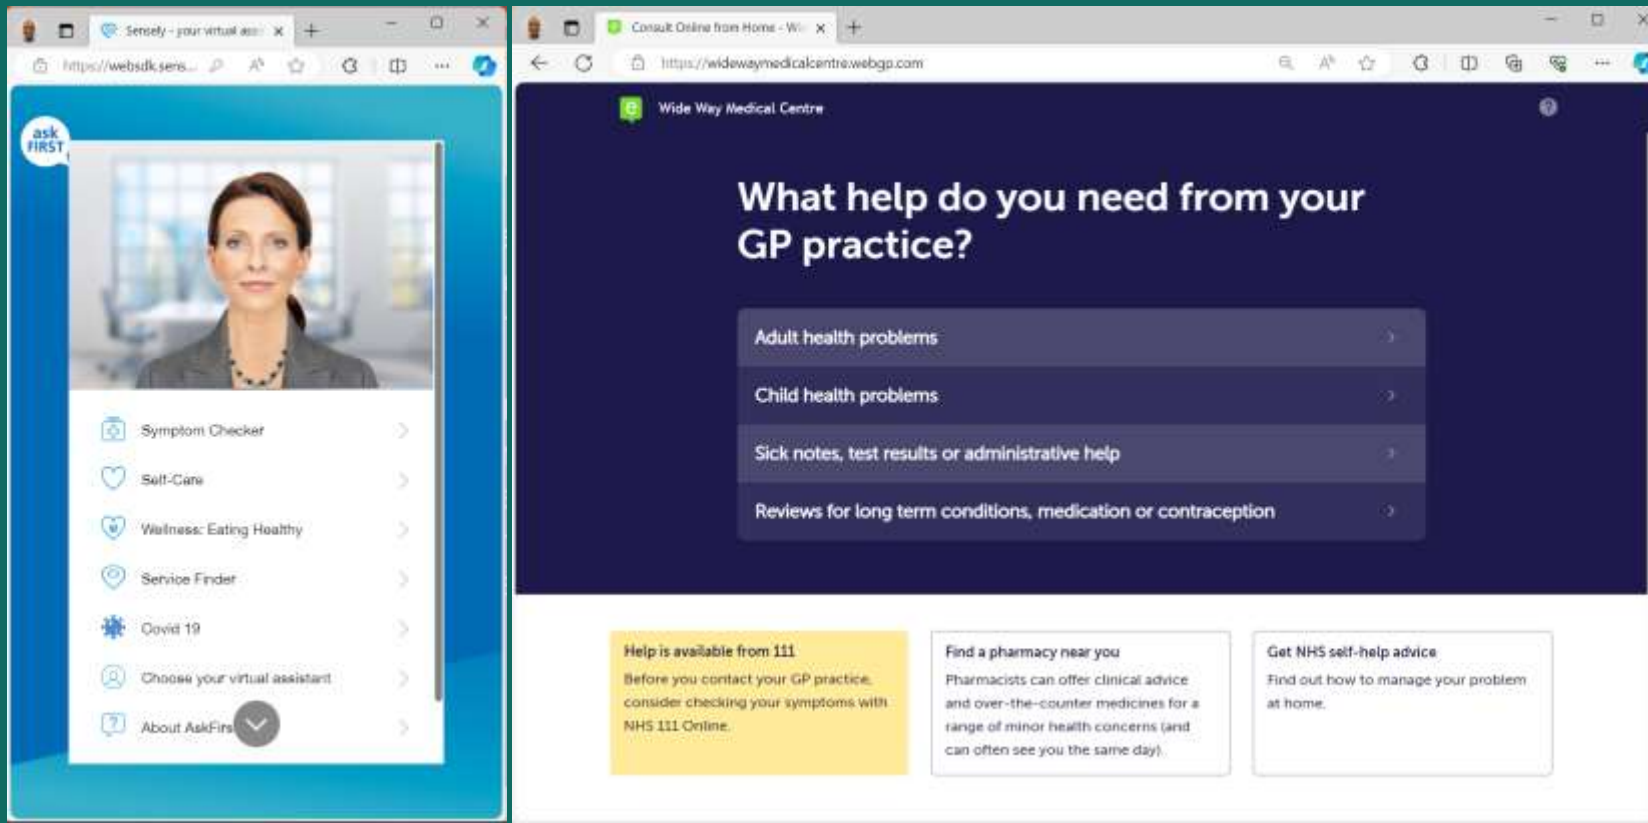 Sensely - your virtual ass
https://websdk.sens...
ask
FIRST
Symptom Checker
Self-Care
Wellness: Eating Healthy
Service Finder
Covid 19
Choose your virtual assistant
About AskFirs
Consult Online from Home - Wi
https://widewaymedicalcentre.webgp.com
e
Wide Way Medical Centre
?
What help do you need from your
GP practice?
Adult health problems
Child health problems
Sick notes, test results or administrative help
Reviews for long term conditions, medication or contraception
Help is available from 111
Before you contact your GP practice,
consider checking your symptoms with
NHS 111 Online.
Find a pharmacy near you
Pharmacists can offer clinical advice
and over-the-counter medicines for a
range of minor health concerns (and
can often see you the same day).
Get NHS self-help advice
Find out how to manage your problem
at home.